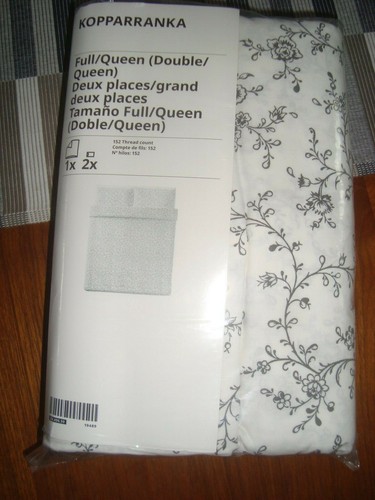 KOPPARRANKA
Full/Queen (Double/
Queen)
Deux places/grand
deux places
Tamaño Full/Queen
(Doble/Queen)
152 Thread count
Compte de fils: 152
N° hilos: 152
1x 2x